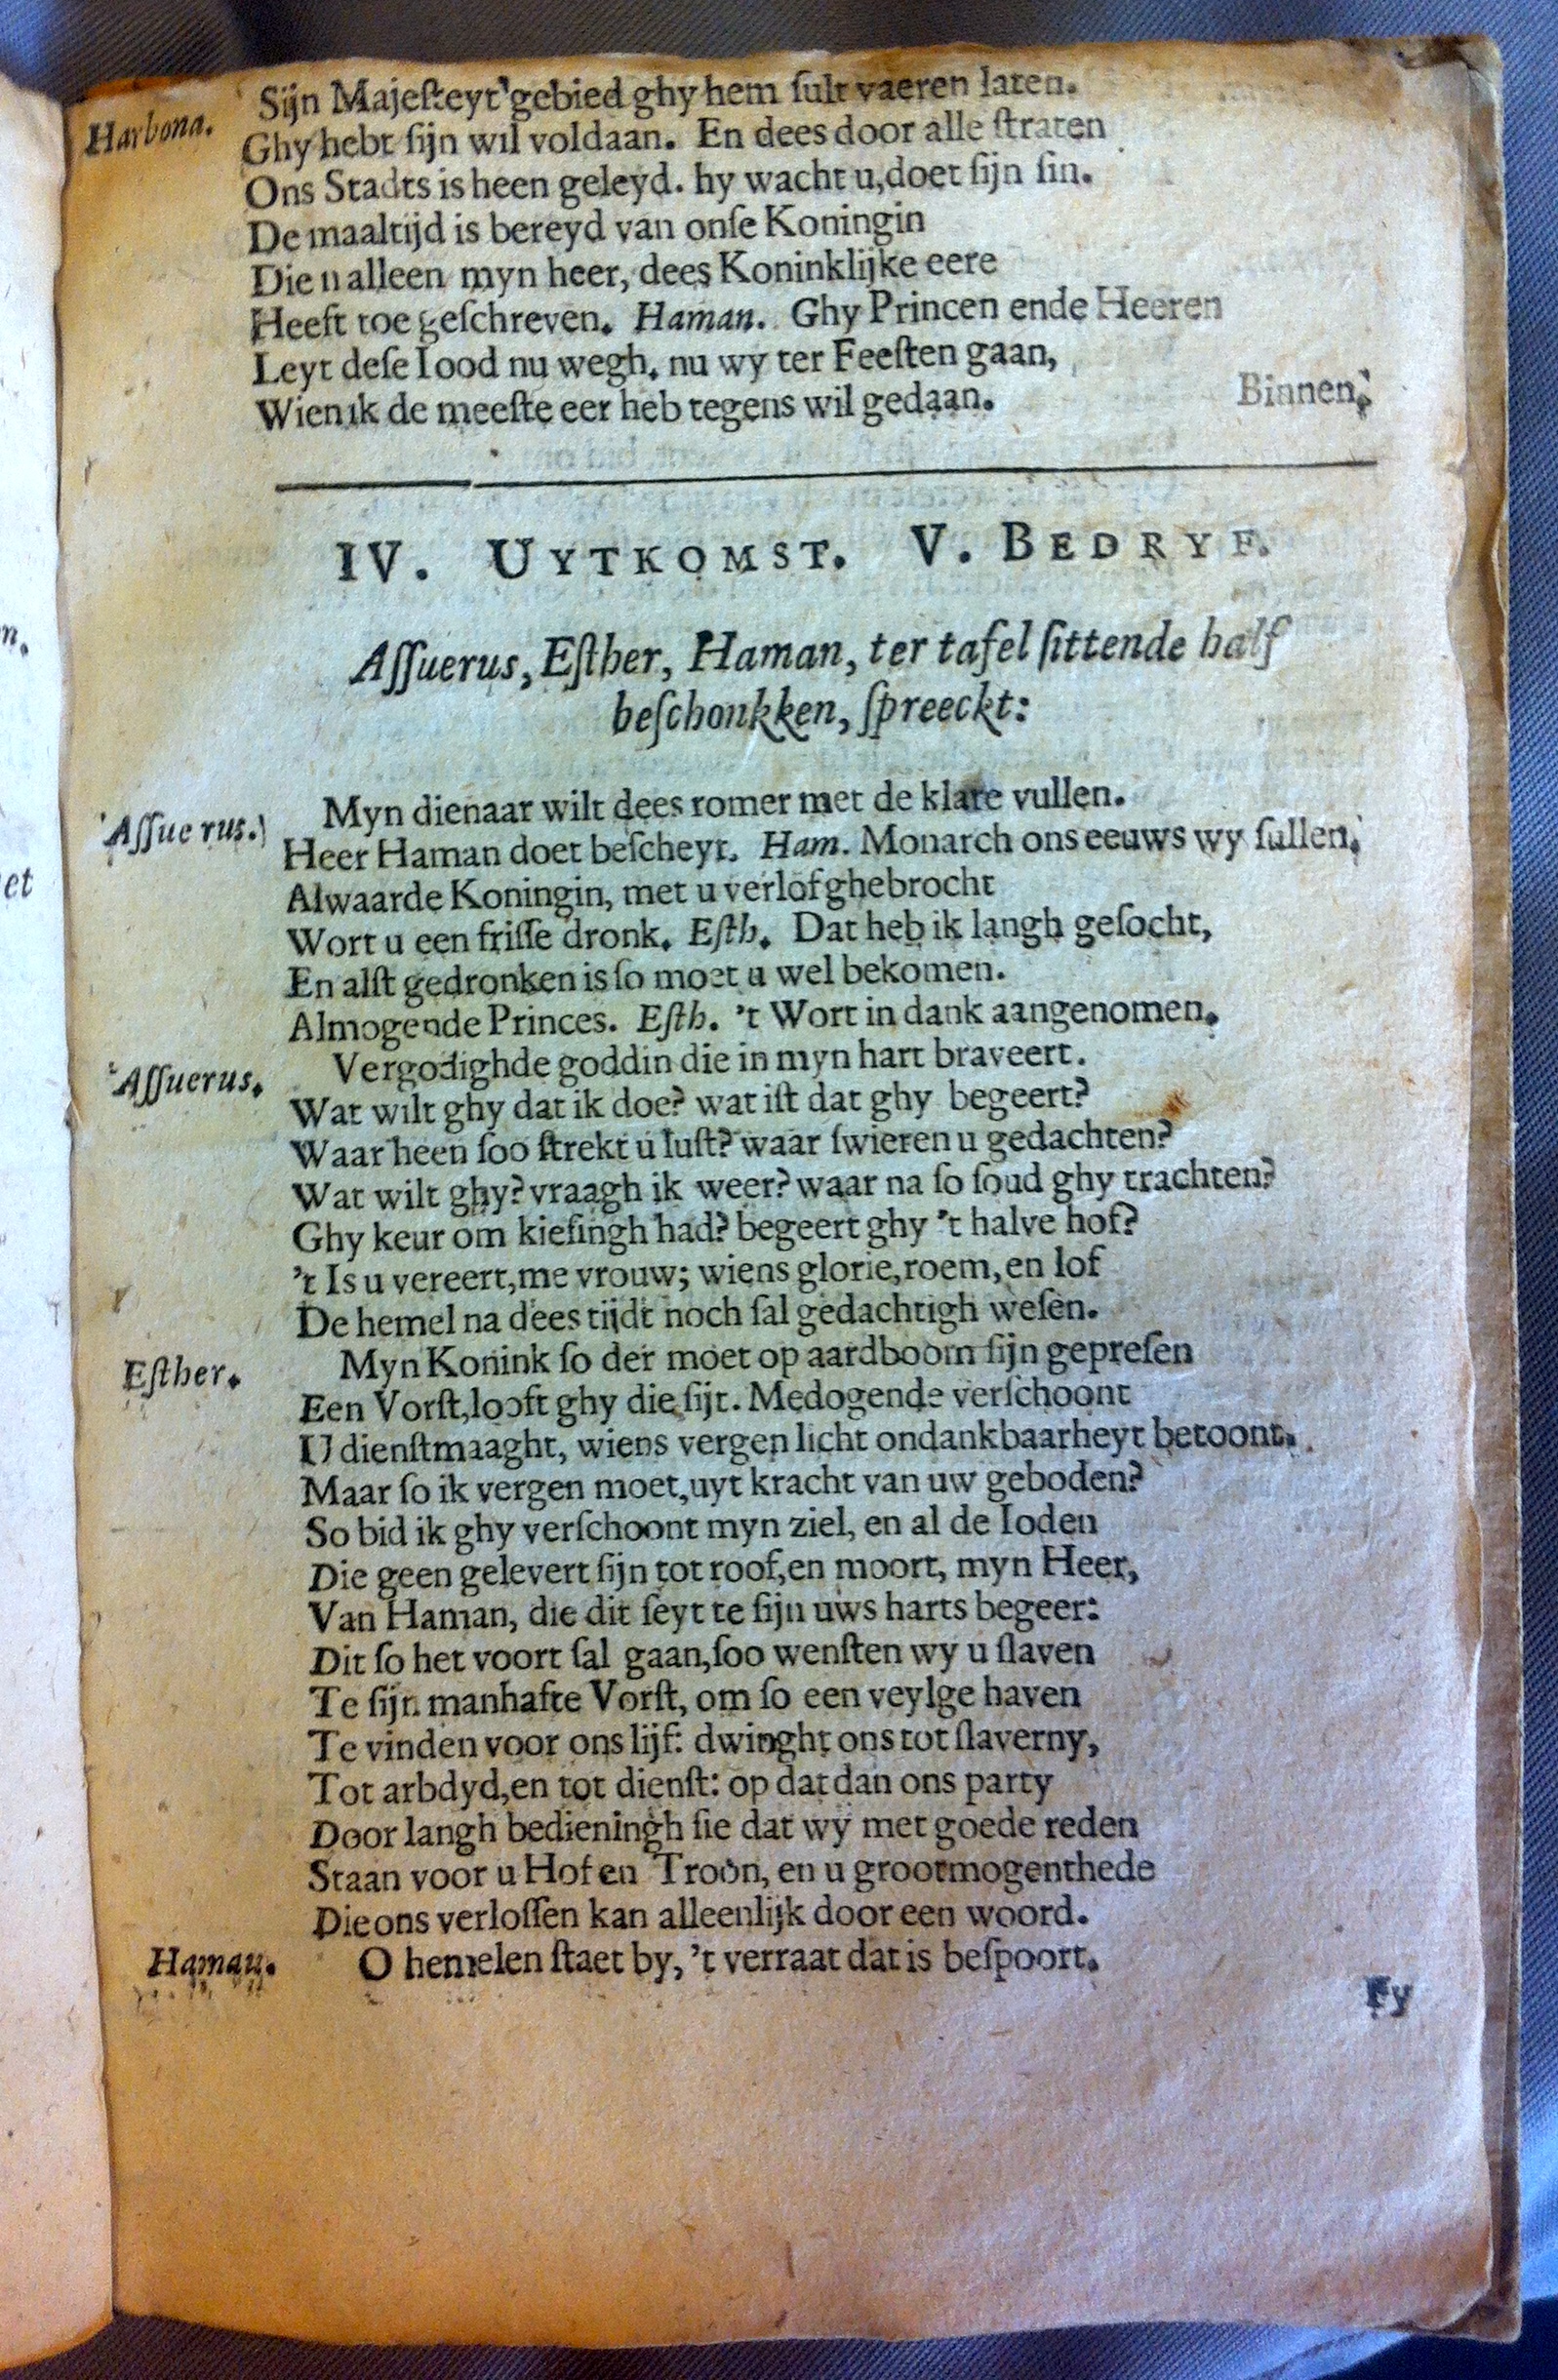 Harbona. Sijn Majeſteyt gebied ghy hem ſult vaeren laten.
Ghy hebt ſijn wil voldaan. En dees door alle ſtraten
Ons Stadts is heen geleyd. hy wacht u, doet ſijn ſin.
De maaltijd is bereyd van onſe Koningin
Die u alleen myn heer, dees Koninklijke eere
Heeft toe geſchreven. Haman. Ghy Princen ende Heeren
Leyt deſe Iood nu wegh, nu wy ter Feeſten gaan,
Wien ik de meeſte eer heb tegens wil gedaan. Binnen.
IV. UYTKOMST. V. BEDRYF.
Aſſuerus, Eſther, Haman, ter tafel ſittende half
beſchonkken, ſpreeckt:
Aſſuerus. Myn dienaar wilt dees romer met de klare vullen.
Heer Haman doet beſcheyt. Ham. Monarch ons eeuws wy ſullen.
Alwaarde Koningin, met u verlof ghebrocht
Wort u een friſſe dronk. Eſth. Dat heb ik langh geſocht,
En alſt gedronken is ſo moet u wel bekomen.
Almogende Princes. Eſth. 't Wort in dank aangenomen.
Aſſuerus. Vergodighde goddin die in myn hart braveert.
Wat wilt ghy dat ik doe? wat iſt dat ghy begeert?
Waar heen ſoo ſtrekt u luſt? waar ſwieren u gedachten?
Wat wilt ghy? vraagh ik weer? waar na ſo ſoud ghy trachten?
Ghy keur om kieſingh had? begeert ghy 't halve hof?
't Is u vereert, me vrouw; wiens glorie, roem, en lof
De hemel na dees tijdt noch ſal gedachtigh weſen.
Eſther. Myn Konink ſo der moet op aardboom ſijn gepreſen
Een Vorſt, looft ghy die ſijt. Medogende verſchoont
U dienſtmaaght, wiens vergen licht ondankbaarheyt betoont.
Maar ſo ik vergen moet, uyt kracht van uw geboden?
So bid ik ghy verſchoont myn ziel, en al de Ioden
Die geen gelevert ſijn tot roof, en moort, myn Heer,
Van Haman, die dit ſeyt te ſijn uws harts begeer:
Dit ſo het voort ſal gaan, ſoo wenſten wy u ſlaven
Te ſijn manhafte Vorſt, om ſo een veylge haven
Te vinden voor ons lijf: dwinght ons tot ſlaverny,
Tot arbdyd, en tot dienſt: op dat dan ons party
Door langh bedieningh ſie dat wy met goede reden
Staan voor u Hof en Troon, en u grootmogenthede
Die ons verloſſen kan alleenlijk door een woord.
Haman. O hemelen ſtaet by, 't verraat dat is beſpoort.
Fy
n.
et